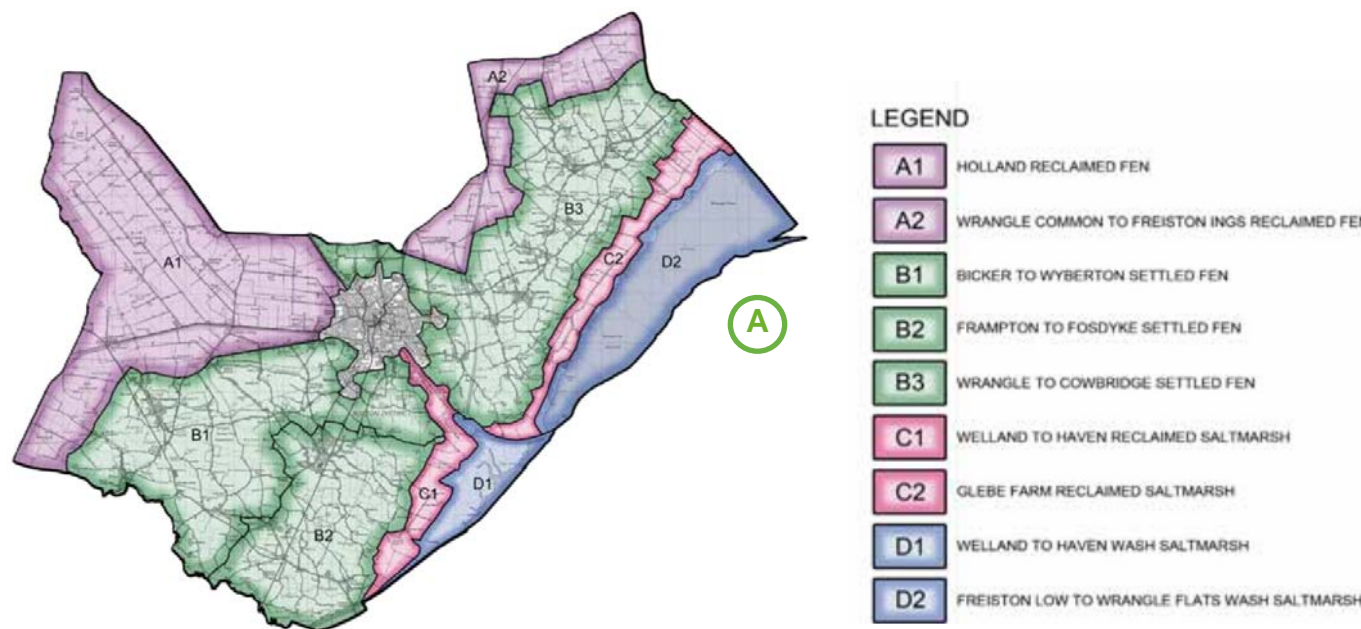 A2
A1
B3
C2
D2
A
B1
C1
D1
B2
LEGEND
A1 HOLLAND RECLAIMED FEN
A2 WRANGLE COMMON TO FREISTON INGS RECLAIMED FEN
B1 BICKER TO WYBERTON SETTLED FEN
B2 FRAMPTON TO FOSDYKE SETTLED FEN
B3 WRANGLE TO COWBRIDGE SETTLED FEN
C1 WELLAND TO HAVEN RECLAIMED SALTMARSH
C2 GLEBE FARM RECLAIMED SALTMARSH
D1 WELLAND TO HAVEN WASH SALTMARSH
D2 FREISTON LOW TO WRANGLE FLATS WASH SALTMARSH